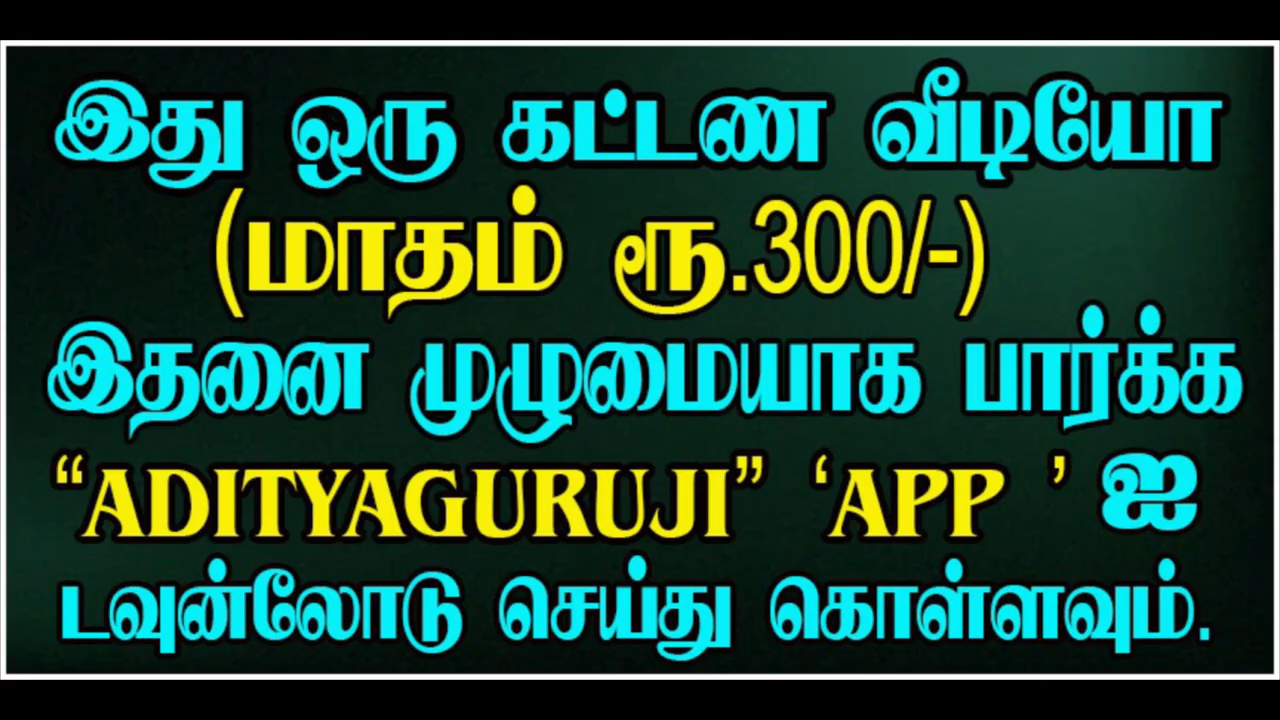 இது ஒரு கட்டண வீடியோ
(மாதம் ரூ.300/-)
இதனை முழுமையாக பார்க்க
“ADITYAGURUJI” ‘APP ’ ஐ
டவுன்லோடு செய்து கொள்ளவும்.